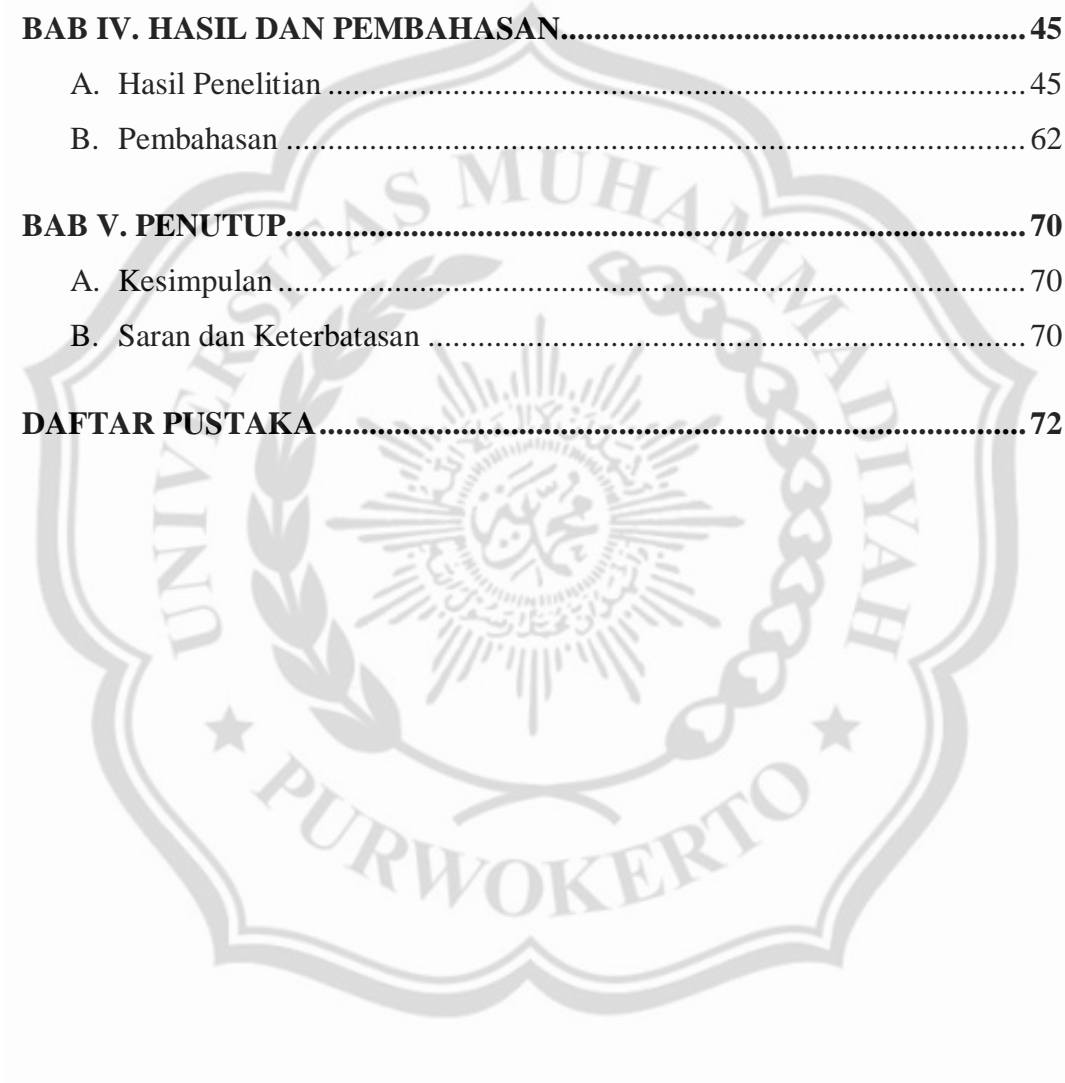 BAB IV. HASIL DAN PEMBAHASAN.................................................................................. 45
A. Hasil Penelitian .......................................................................................... 45
B. Pembahasan ............................................................................................... 62
BAB V. PENUTUP.......................................................................................................... 70
A. Kesimpulan ................................................................................................ 70
B. Saran dan Keterbatasan ............................................................................. 70
DAFTAR PUSTAKA....................................................................................................... 72
UNIVERSITAS MUHAMMADIYAH
PURWOKERTO
محمدية